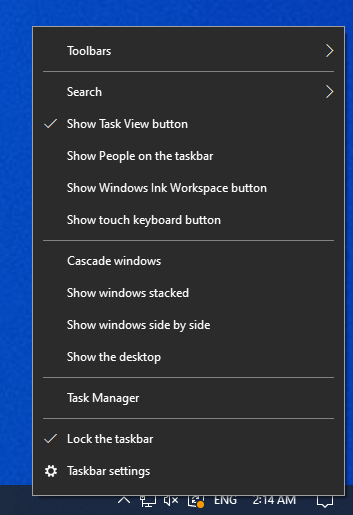 Toolbars
Search
Show Task View button
Show People on the taskbar
Show Windows Ink Workspace button
Show touch keyboard button
Cascade windows
Show windows stacked
Show windows side by side
Show the desktop
Task Manager
Lock the taskbar
Taskbar settings
ENG 2:14 AM